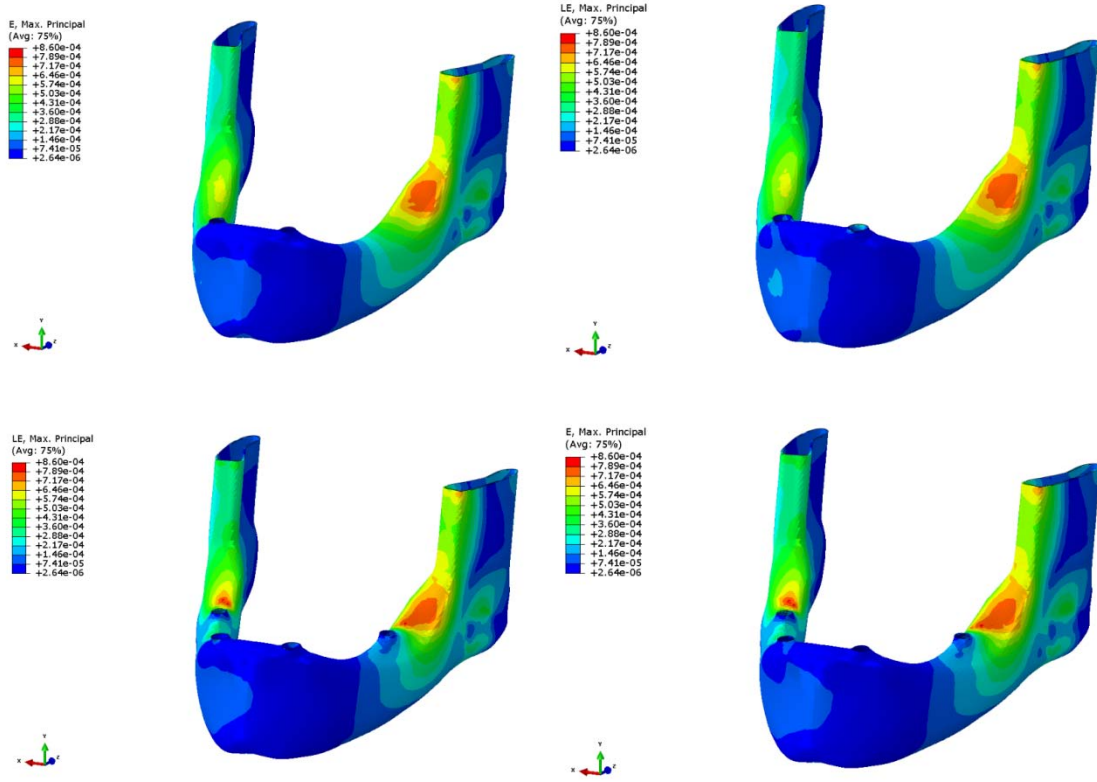 E, Max. Principal
(Avg: 75%)
+8.60e-04
+7.89e-04
+7.17e-04
+6.46e-04
+5.74e-04
+5.03e-04
+4.31e-04
+3.60e-04
+2.88e-04
+2.17e-04
+1.46e-04
+7.41e-05
+2.64e-06
Y
X
Z
LE, Max. Principal
(Avg: 75%)
+8.60e-04
+7.89e-04
+7.17e-04
+6.46e-04
+5.74e-04
+5.03e-04
+4.31e-04
+3.60e-04
+2.88e-04
+2.17e-04
+1.46e-04
+7.41e-05
+2.64e-06
Y
X
Z
LE, Max. Principal
(Avg: 75%)
+8.60e-04
+7.89e-04
+7.17e-04
+6.46e-04
+5.74e-04
+5.03e-04
+4.31e-04
+3.60e-04
+2.88e-04
+2.17e-04
+1.46e-04
+7.41e-05
+2.64e-06
Y
X
Z
E, Max. Principal
(Avg: 75%)
+8.60e-04
+7.89e-04
+7.17e-04
+6.46e-04
+5.74e-04
+5.03e-04
+4.31e-04
+3.60e-04
+2.88e-04
+2.17e-04
+1.46e-04
+7.41e-05
+2.64e-06
Y
X
Z